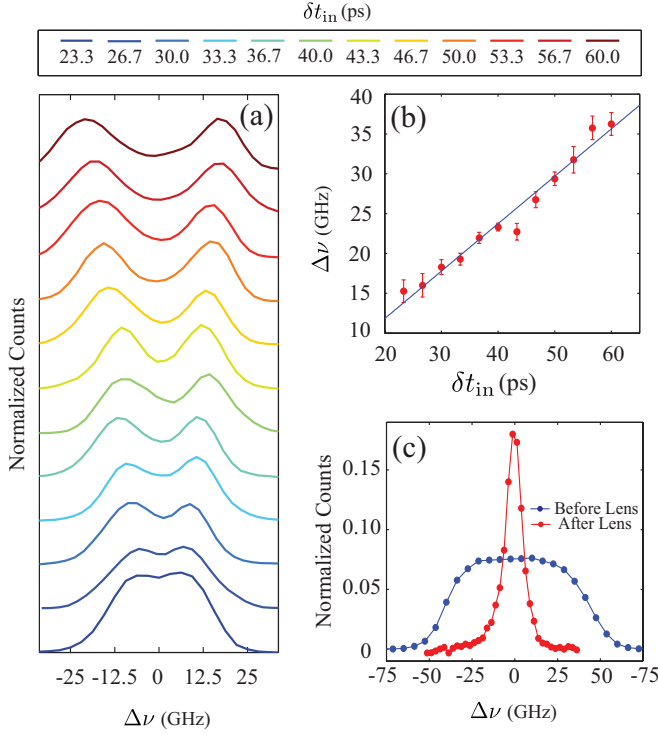 δt_in (ps)
23.3 26.7 30.0 33.3 36.7 40.0 43.3 46.7 50.0 53.3 56.7 60.0
(a)
Normalized Counts
-25 -12.5 0 12.5 25
Δν (GHz)
(b)
40
35
30
25
20
15
10
Δν (GHz)
20 30 40 50 60
δt_in (ps)
(c)
0.15
0.10
0.05
0
Normalized Counts
Before Lens
After Lens
-75 -50 -25 0 25 50 75
Δν (GHz)